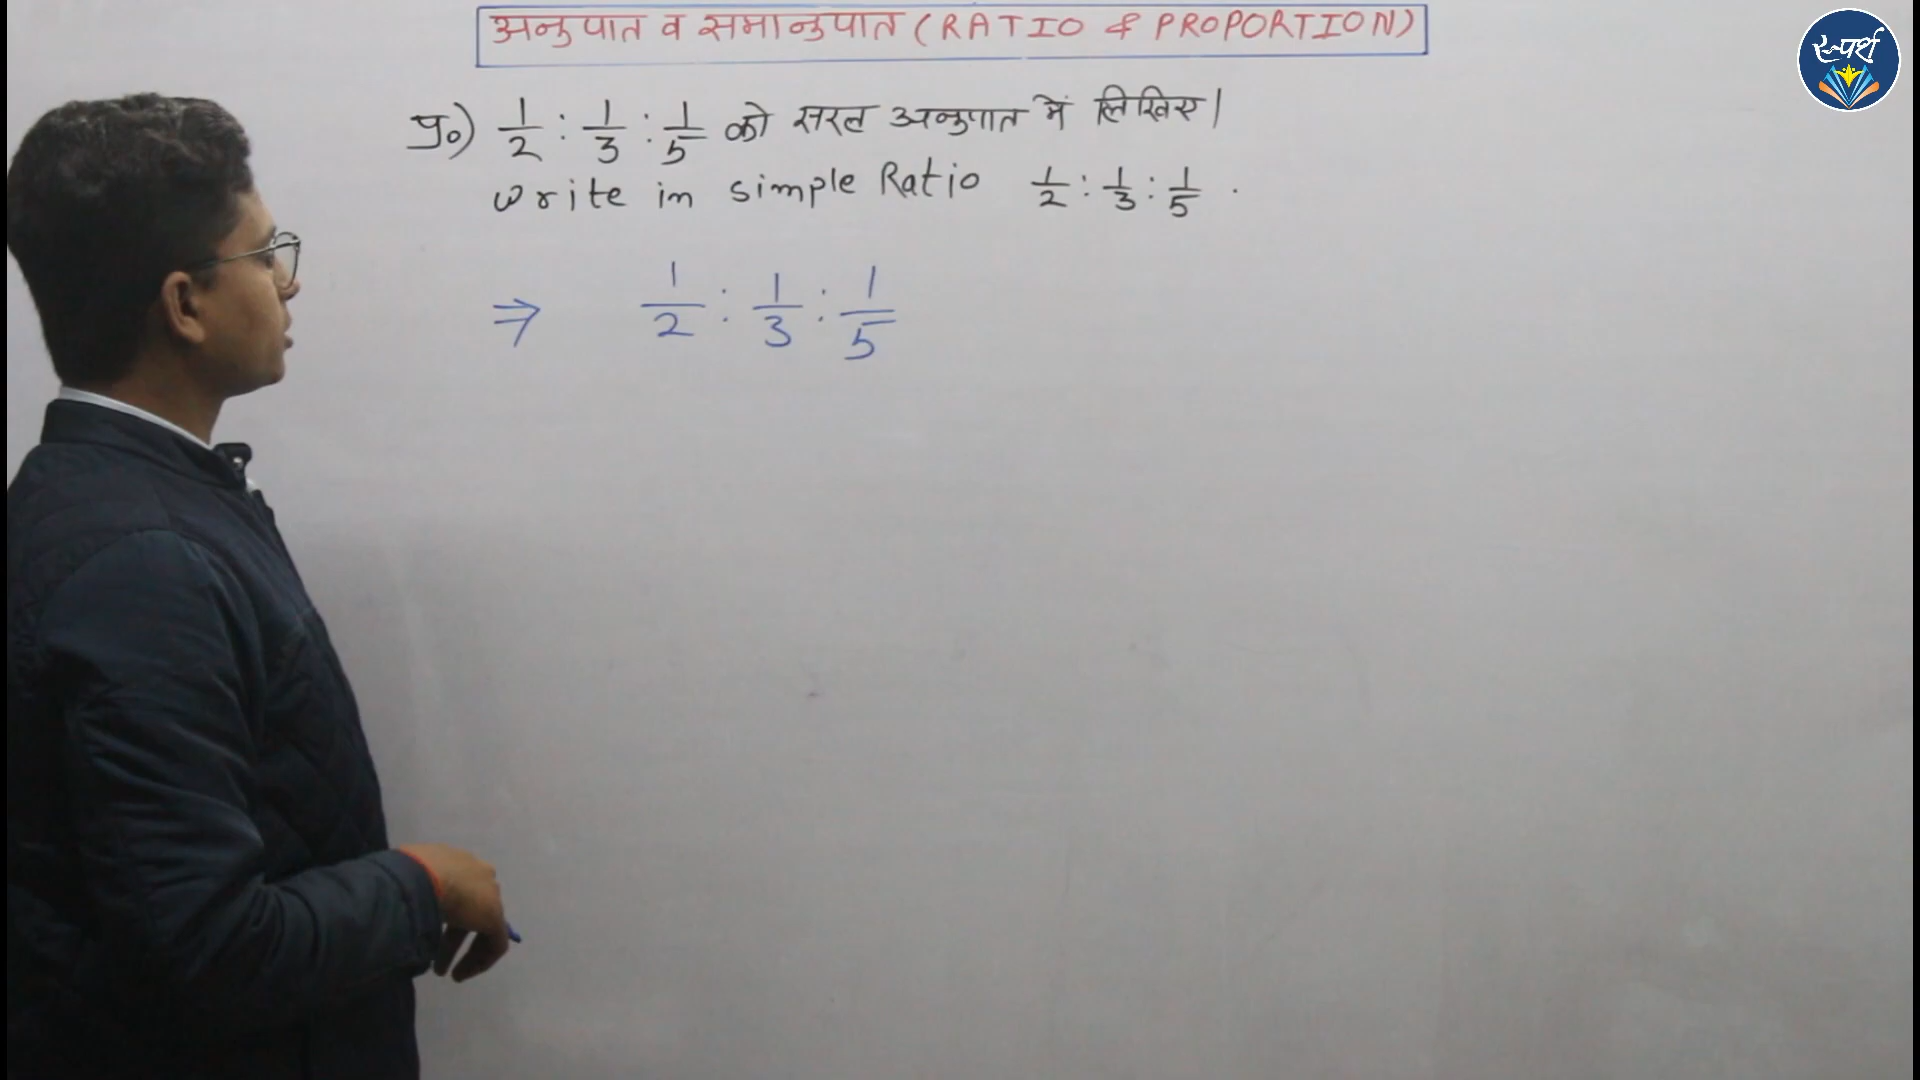 अनुपात व समानुपात (RATIO & PROPORTION)
स्पर्श
प्र०) 1/2 : 1/3 : 1/5 को सरल अनुपात में लिखिए।
write in simple Ratio 1/2 : 1/3 : 1/5 .
⇒ 1/2 : 1/3 : 1/5